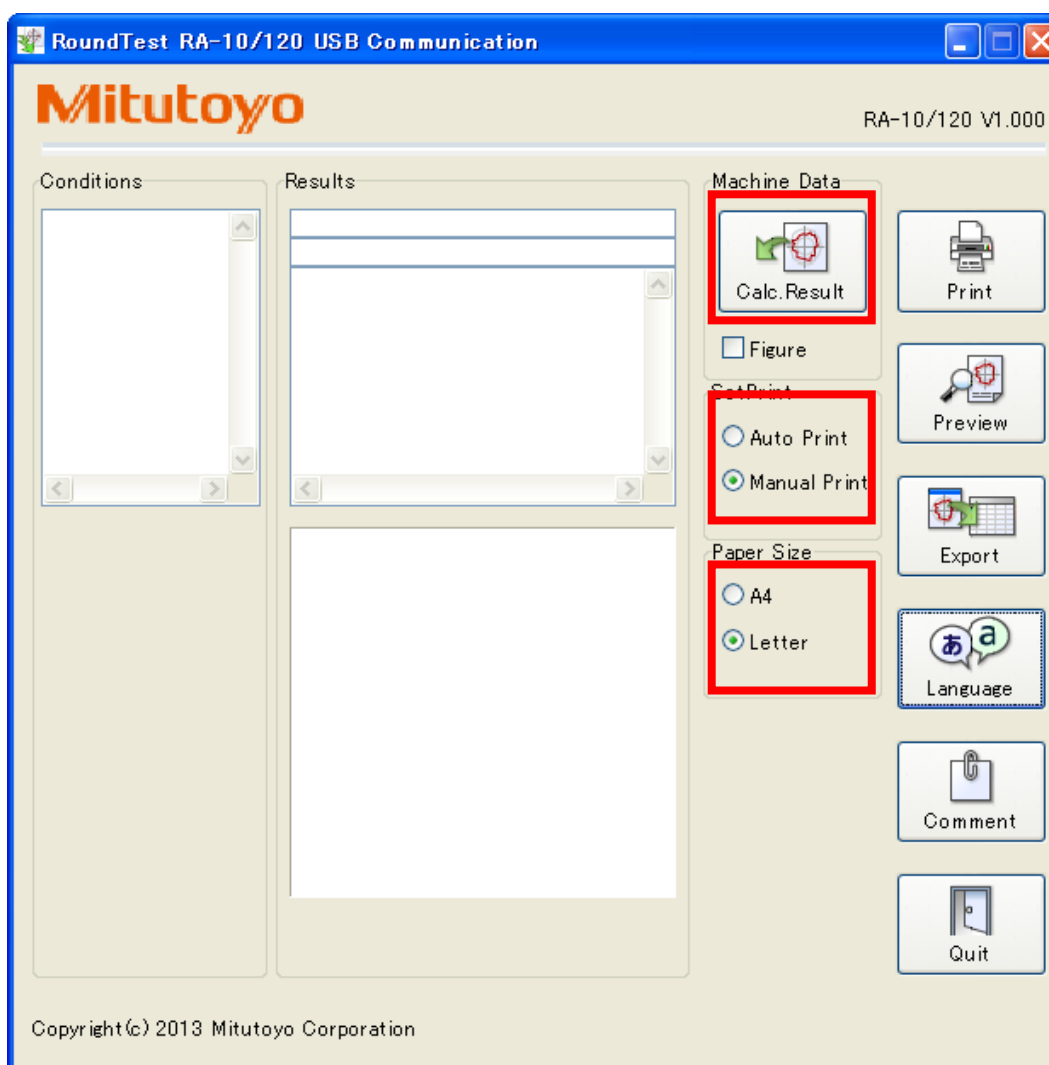 RoundTest RA-10/120 USB Communication
Mitutoyo
RA-10/120 V1.000
Conditions
Results
Machine Data
Calc.Result
Figure
SetPrint
Auto Print
Manual Print
Paper Size
A4
Letter
Print
Preview
Export
あ a
Language
Comment
Quit
Copyright(c) 2013 Mitutoyo Corporation